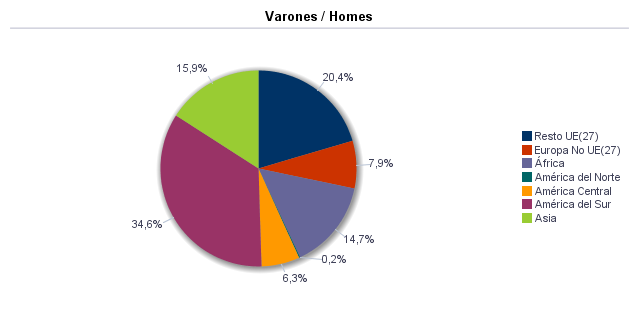 Varones / Homes
15,9%
20,4%
7,9%
14,7%
0,2%
6,3%
34,6%
Resto UE(27)
Europa No UE(27)
África
América del Norte
América Central
América del Sur
Asia